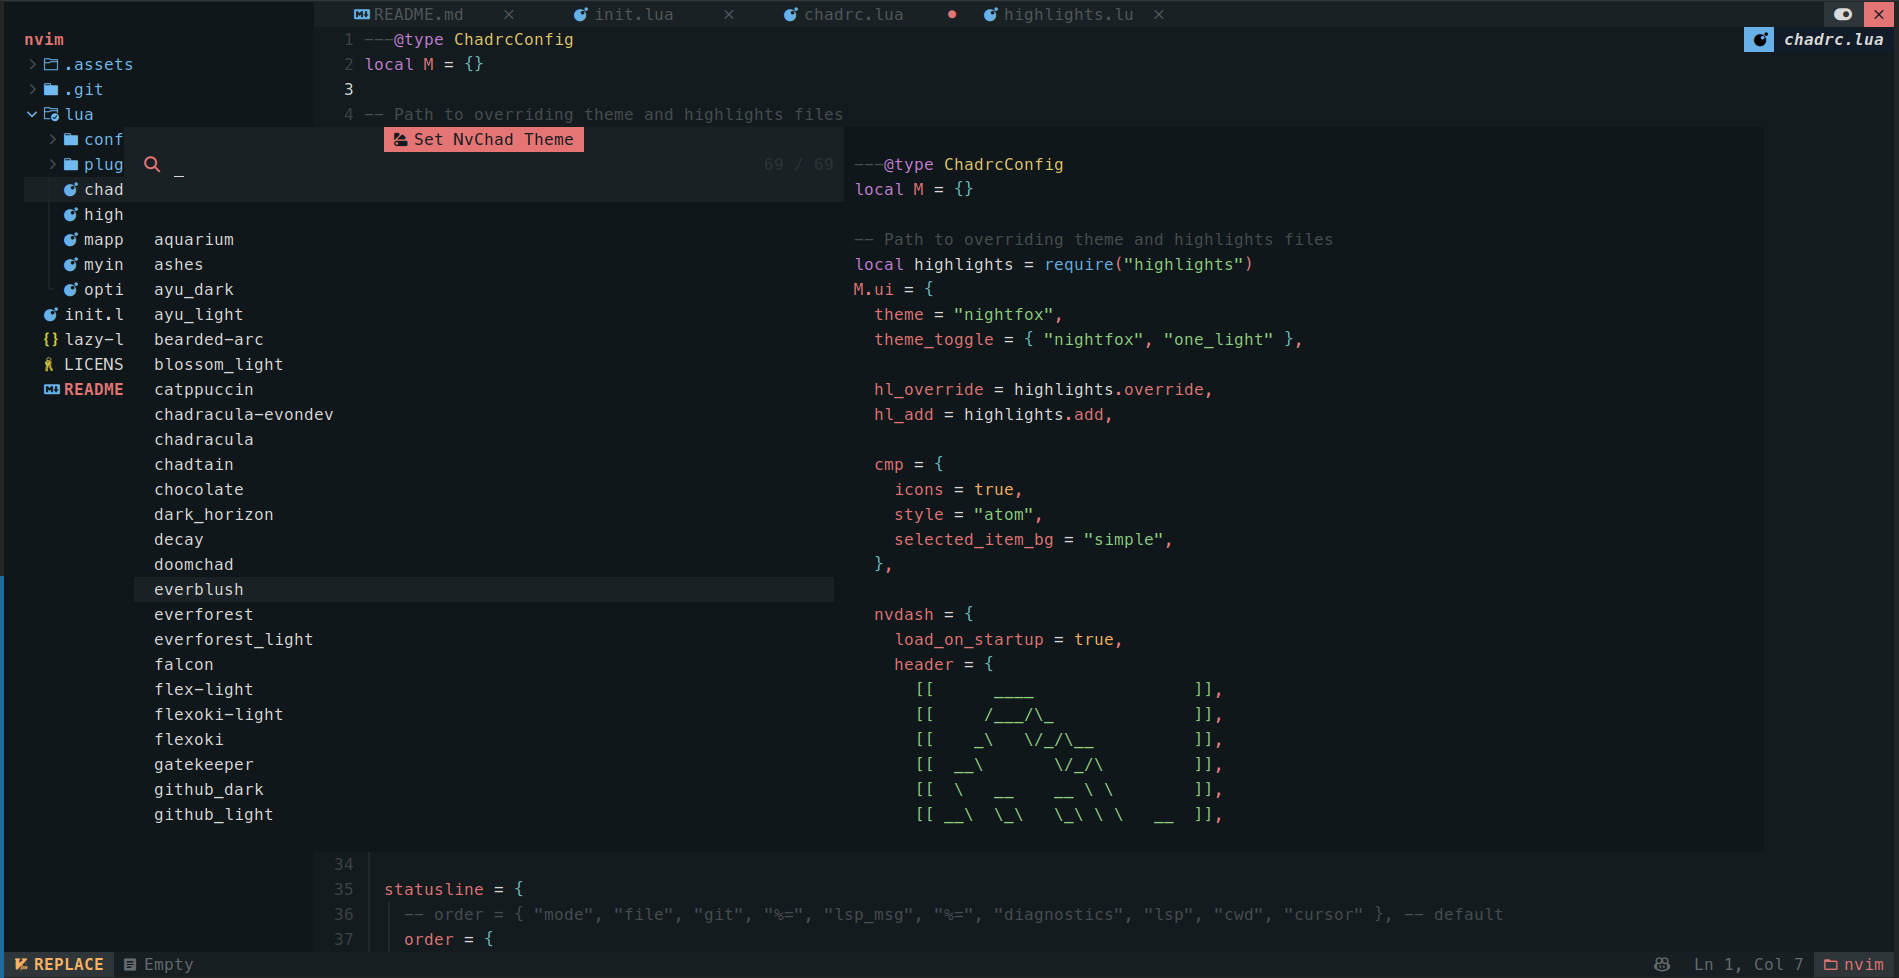 README.md × init.lua × chadrc.lua ● highlights.lu ×
nvim
.assets
.git
lua
conf
plug
chad
high
mapp
myin
opti
init.l
{} lazy-l
LICENS
README
1 ---@type ChadrcConfig
2 local M = {}
3
4 -- Path to overriding theme and highlights files
chadrc.lua
Set NvChad Theme
69 / 69
aquarium
ashes
ayu_dark
ayu_light
bearded-arc
blossom_light
catppuccin
chadracula-evondev
chadracula
chadtain
chocolate
dark_horizon
decay
doomchad
everblush
everforest
everforest_light
falcon
flex-light
flexoki-light
flexoki
gatekeeper
github_dark
github_light
---@type ChadrcConfig
local M = {}
-- Path to overriding theme and highlights files
local highlights = require("highlights")
M.ui = {
  theme = "nightfox",
  theme_toggle = { "nightfox", "one_light" },
  hl_override = highlights.override,
  hl_add = highlights.add,
  cmp = {
    icons = true,
    style = "atom",
    selected_item_bg = "simple",
  },
  nvdash = {
    load_on_startup = true,
    header = {
      [[      ____                ]],
      [[     /___/\_              ]],
      [[    _\   \/_/\__          ]],
      [[  __\       \/_/\         ]],
      [[  \   __    __ \ \        ]],
      [[ __\  \_\   \_\ \ \   __  ]],
34
35 statusline = {
36 -- order = { "mode", "file", "git", "%=", "lsp_msg", "%=", "diagnostics", "lsp", "cwd", "cursor" }, -- default
37 order = {
REPLACE Empty Ln 1, Col 7 nvim